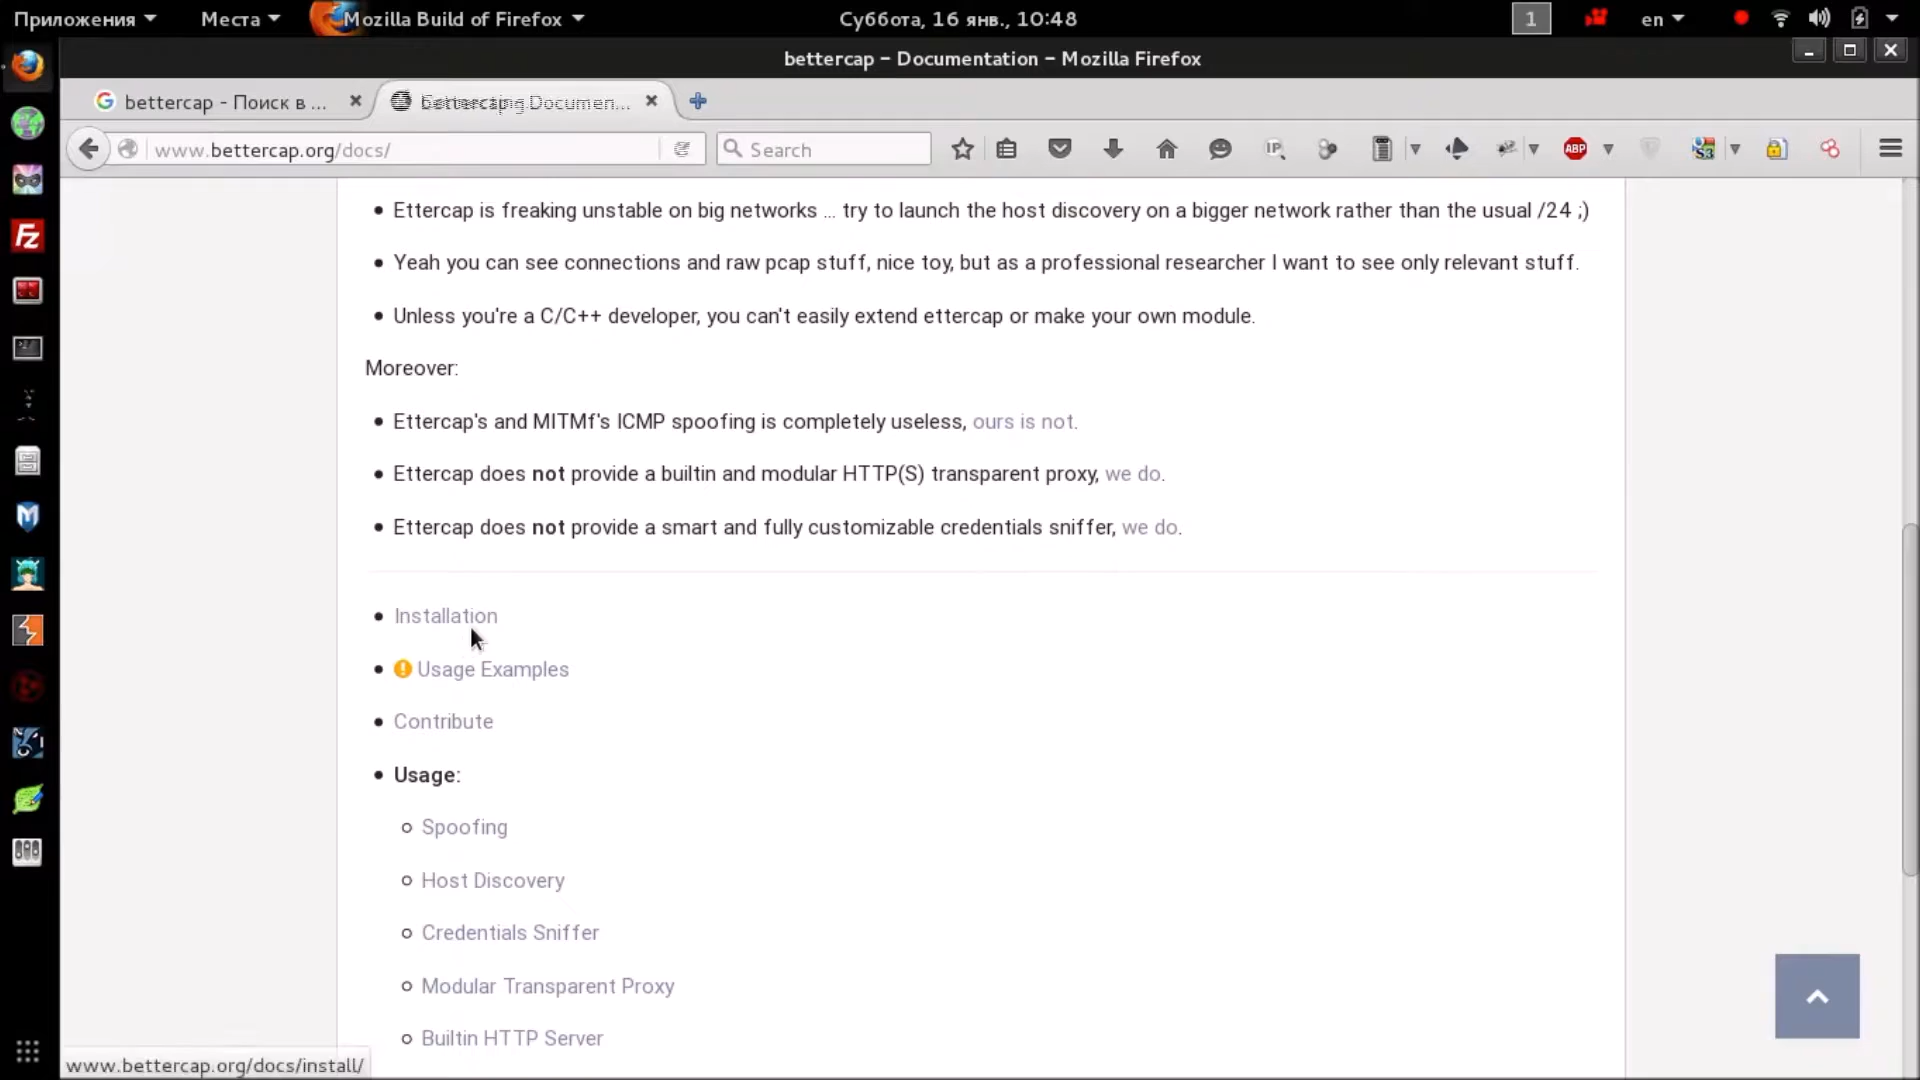 Приложения Места Mozilla Build of Firefox Суббота, 16 янв., 10:48 1 en
bettercap – Documentation – Mozilla Firefox
bettercap - Поиск в ... Documen...
www.bettercap.org/docs/ Search IP ABP S3
Ettercap is freaking unstable on big networks ... try to launch the host discovery on a bigger network rather than the usual /24 ;)
Yeah you can see connections and raw pcap stuff, nice toy, but as a professional researcher I want to see only relevant stuff.
Unless you're a C/C++ developer, you can't easily extend ettercap or make your own module.
Moreover:
Ettercap's and MITMf's ICMP spoofing is completely useless, ours is not.
Ettercap does not provide a builtin and modular HTTP(S) transparent proxy, we do.
Ettercap does not provide a smart and fully customizable credentials sniffer, we do.
Installation
Usage Examples
Contribute
Usage:
Spoofing
Host Discovery
Credentials Sniffer
Modular Transparent Proxy
Builtin HTTP Server
www.bettercap.org/docs/install/